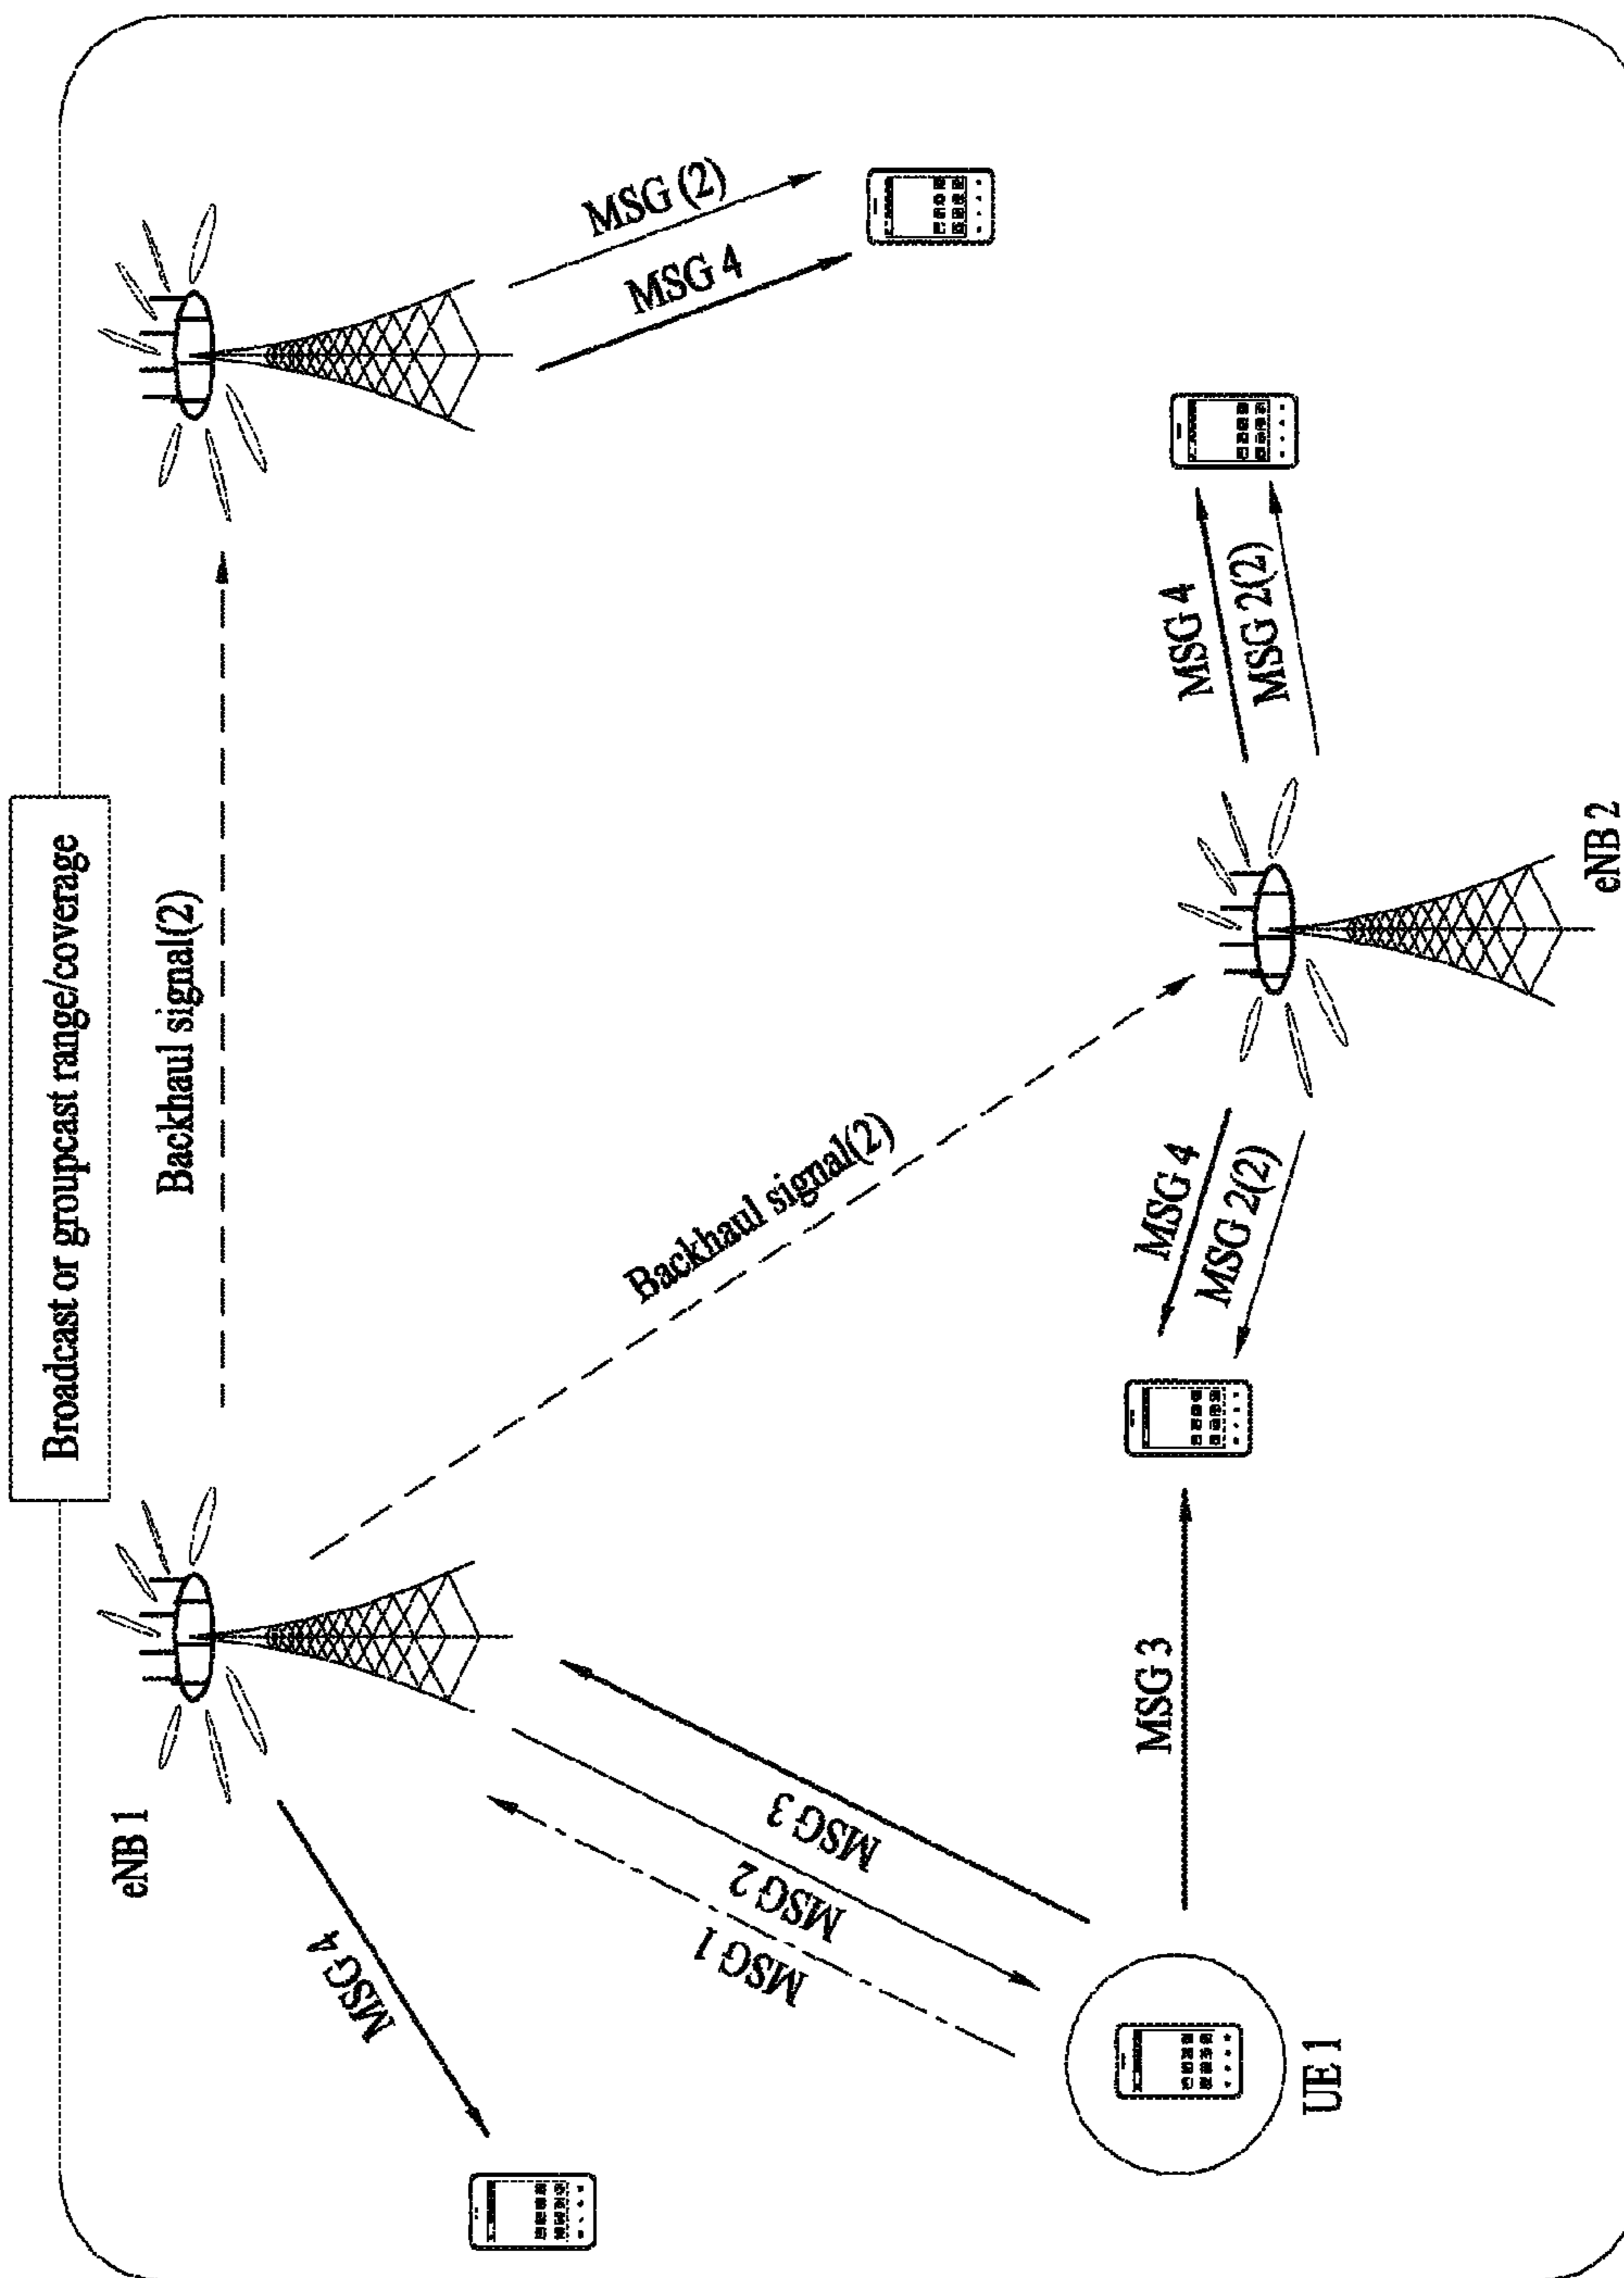 Broadcast or groupcast range/coverage
Backhaul signal(2)
eNB 1
MSG 4
MSG (2)
MSG 4
Backhaul signal(2)
MSG 1
MSG 2
MSG 3
MSG 3
MSG 4
MSG 2(2)
MSG 4
MSG 2(2)
UE 1
eNB 2